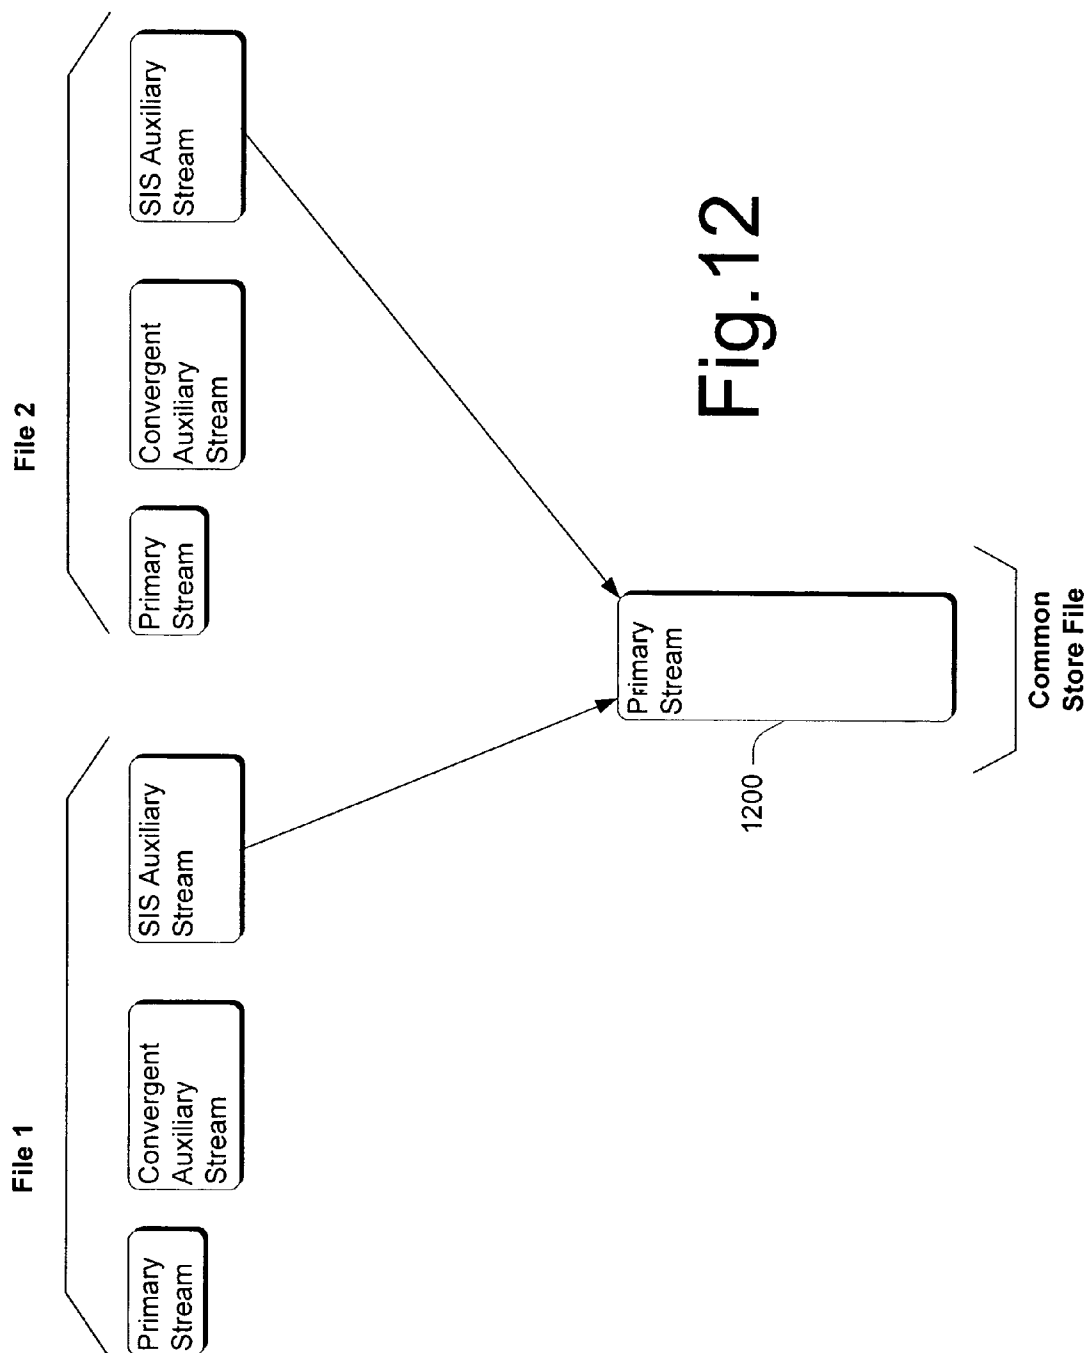 File 1
Primary
Stream
Convergent
Auxiliary
Stream
SIS Auxiliary
Stream
File 2
Primary
Stream
Convergent
Auxiliary
Stream
SIS Auxiliary
Stream
1200
Primary
Stream
Common
Store File
Fig.12